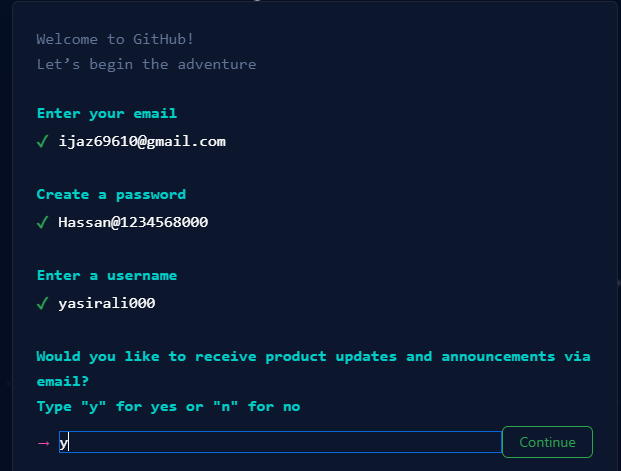 Welcome to GitHub!
Let’s begin the adventure
Enter your email
✓ ijaz69610@gmail.com
Create a password
✓ Hassan@1234568000
Enter a username
✓ yasirali000
Would you like to receive product updates and announcements via
email?
Type "y" for yes or "n" for no
→ y
Continue